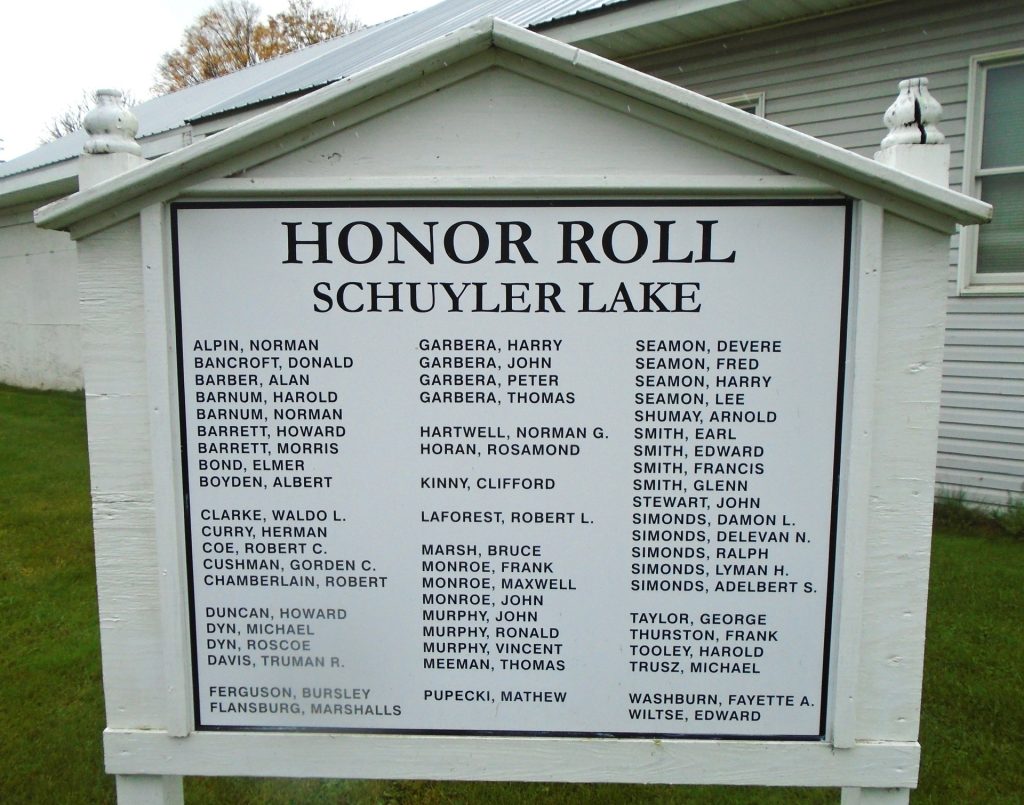 HONOR ROLL
SCHUYLER LAKE
ALPIN, NORMAN
BANCROFT, DONALD
BARBER, ALAN
BARNUM, HAROLD
BARNUM, NORMAN
BARRETT, HOWARD
BARRETT, MORRIS
BOND, ELMER
BOYDEN, ALBERT
CLARKE, WALDO L.
CURRY, HERMAN
COE, ROBERT C.
CUSHMAN, GORDEN C.
CHAMBERLAIN, ROBERT
DUNCAN, HOWARD
DYN, MICHAEL
DYN, ROSCOE
DAVIS, TRUMAN R.
FERGUSON, BURSLEY
FLANSBURG, MARSHALLS
GARBERA, HARRY
GARBERA, JOHN
GARBERA, PETER
GARBERA, THOMAS
HARTWELL, NORMAN G.
HORAN, ROSAMOND
KINNY, CLIFFORD
LAFOREST, ROBERT L.
MARSH, BRUCE
MONROE, FRANK
MONROE, MAXWELL
MONROE, JOHN
MURPHY, JOHN
MURPHY, RONALD
MURPHY, VINCENT
MEEMAN, THOMAS
PUPECKI, MATHEW
SEAMON, DEVERE
SEAMON, FRED
SEAMON, HARRY
SEAMON, LEE
SHUMAY, ARNOLD
SMITH, EARL
SMITH, EDWARD
SMITH, FRANCIS
SMITH, GLENN
STEWART, JOHN
SIMONDS, DAMON L.
SIMONDS, DELEVAN N.
SIMONDS, RALPH
SIMONDS, LYMAN H.
SIMONDS, ADELBERT S.
TAYLOR, GEORGE
THURSTON, FRANK
TOOLEY, HAROLD
TRUSZ, MICHAEL
WASHBURN, FAYETTE A.
WILTSE, EDWARD